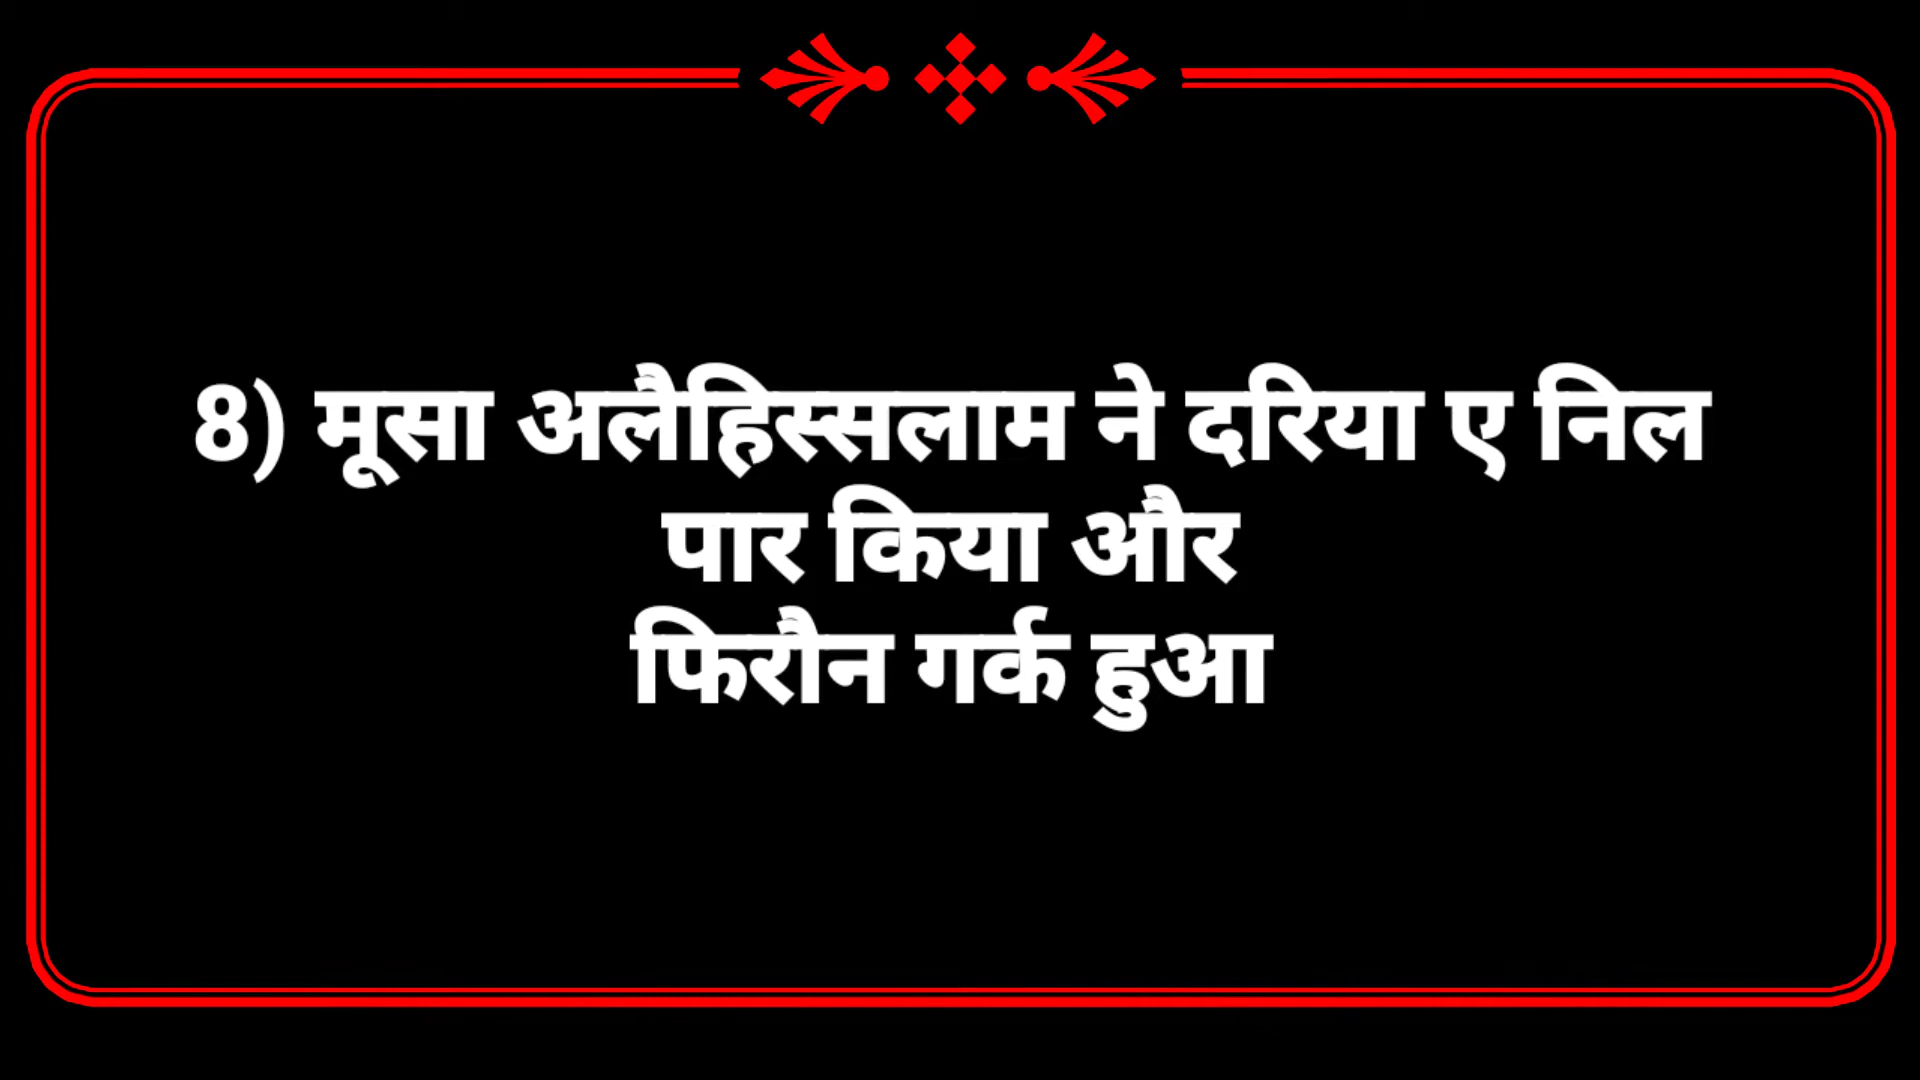 8) मूसा अलैहिस्सलाम ने दरिया ए निल
पार किया और
फिरौन गर्क हुआ